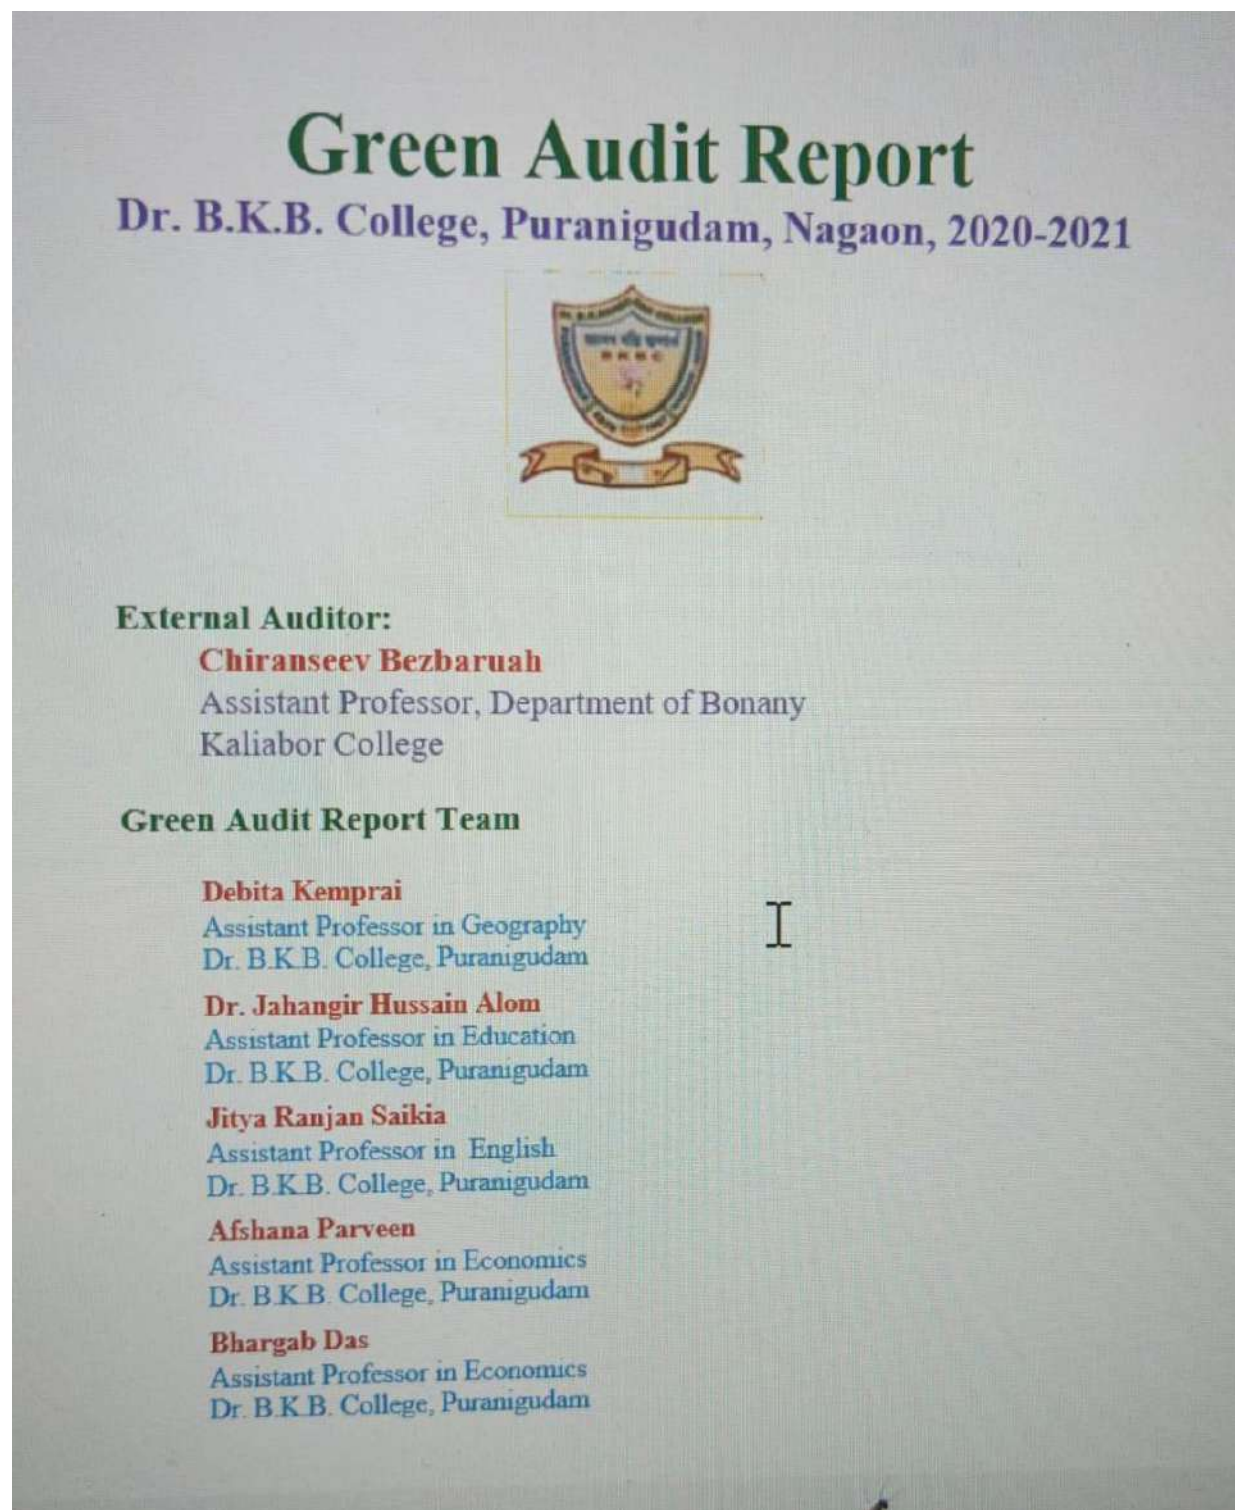 Green Audit Report
Dr. B.K.B. College, Puranigudam, Nagaon, 2020-2021
B K B C
External Auditor:
Chiranseev Bezbaruah
Assistant Professor, Department of Bonany
Kaliabor College
Green Audit Report Team
Debita Kemprai
Assistant Professor in Geography
Dr. B.K.B. College, Puranigudam
Dr. Jahangir Hussain Alom
Assistant Professor in Education
Dr. B.K.B. College, Puranigudam
Jitya Ranjan Saikia
Assistant Professor in English
Dr. B.K.B. College, Puranigudam
Afshana Parveen
Assistant Professor in Economics
Dr. B.K.B. College, Puranigudam
Bhargab Das
Assistant Professor in Economics
Dr. B.K.B. College, Puranigudam